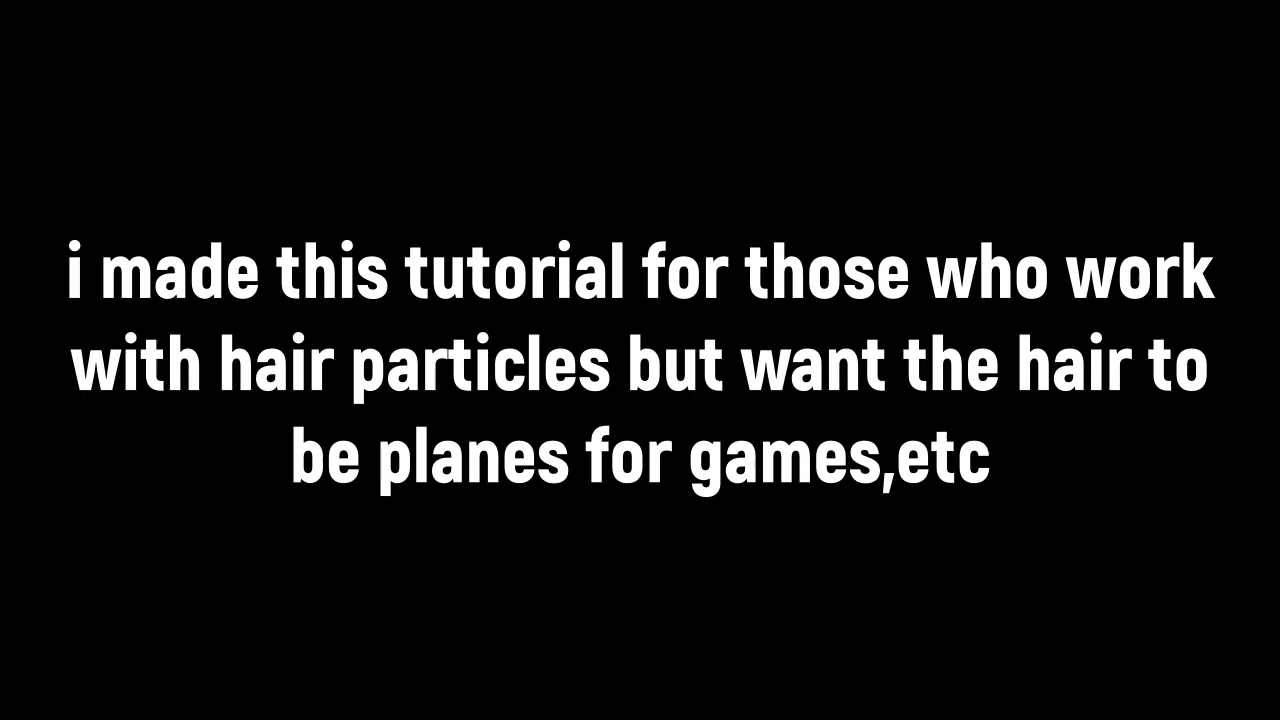 i made this tutorial for those who work
with hair particles but want the hair to
be planes for games,etc